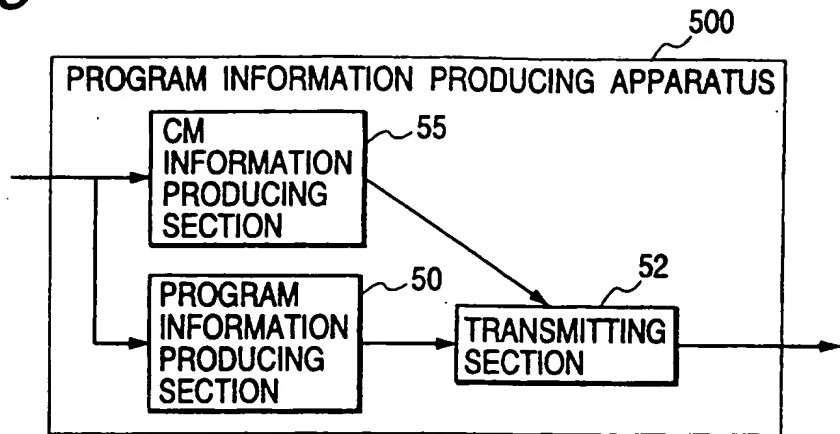 500
PROGRAM INFORMATION PRODUCING APPARATUS
CM
INFORMATION
PRODUCING
SECTION
55
PROGRAM
INFORMATION
PRODUCING
SECTION
50
TRANSMITTING
SECTION
52